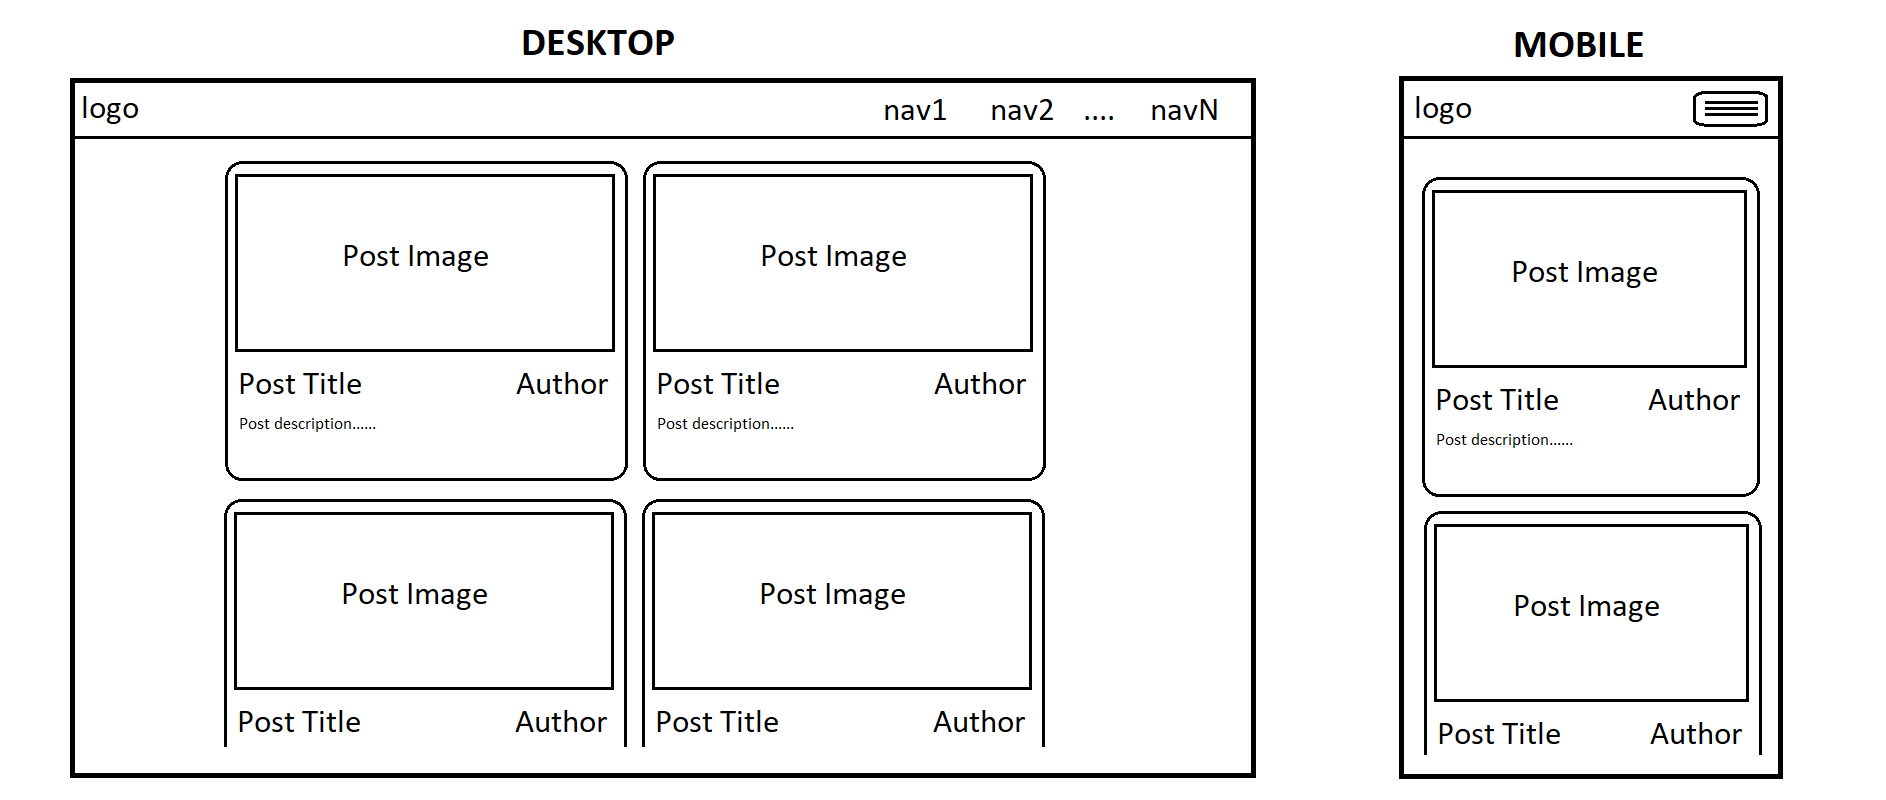 DESKTOP
logo
nav1 nav2 .... navN
Post Image
Post Title Author
Post description......
Post Image
Post Title Author
Post description......
Post Image
Post Title Author
Post Image
Post Title Author
MOBILE
logo
Post Image
Post Title Author
Post description......
Post Image
Post Title Author